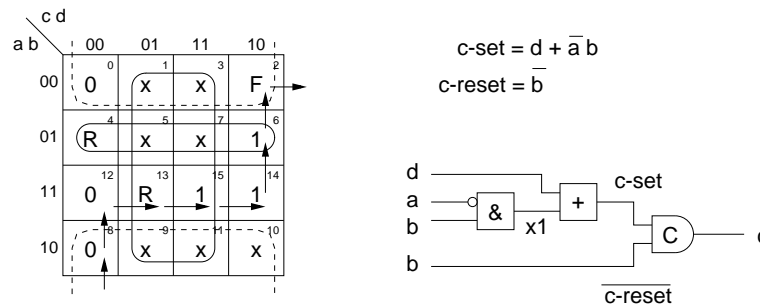 c d
a b
00 01 11 10
00 0 0 x 1 x 3 F 2
01 R 4 x 5 x 7 1 6
11 0 12 R 13 1 15 1 14
10 0 8 x 9 x 11 x 10
c-set = d + a̅ b
c-reset = b̅
d
a
b
&
x1
+
c-set
C
b
c̅-̅r̅e̅s̅e̅t̅